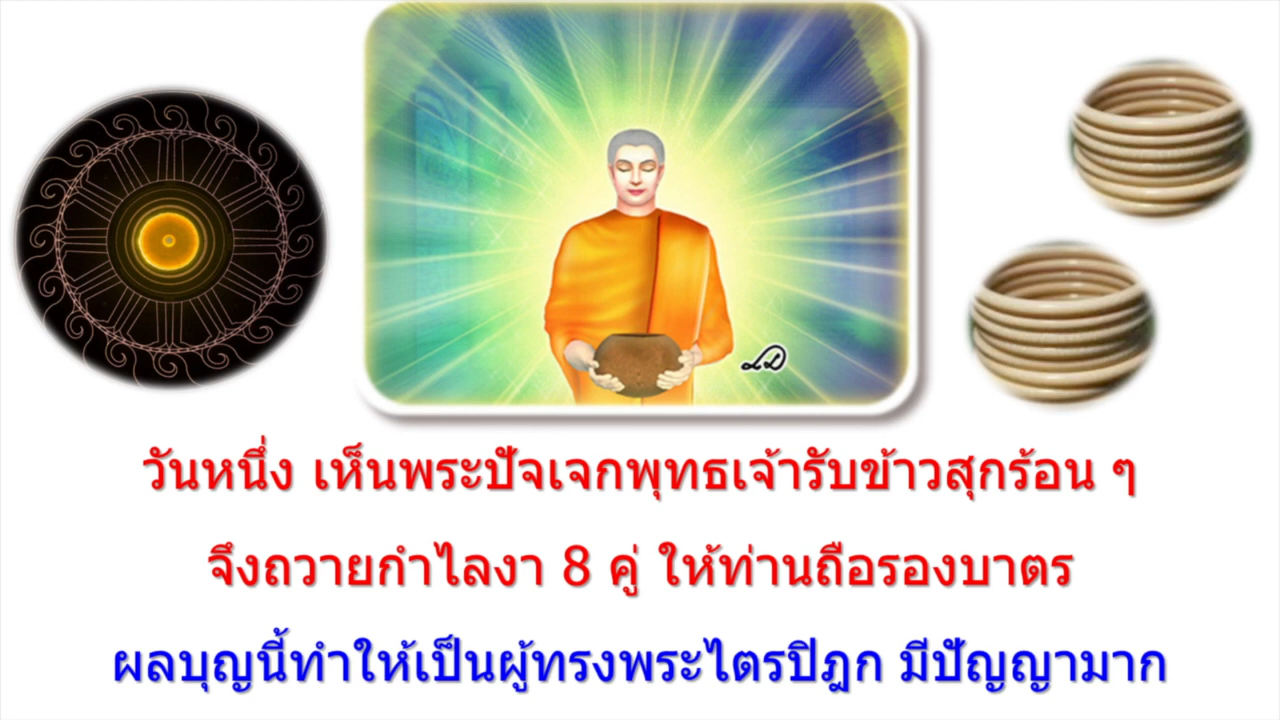 วันหนึ่ง เห็นพระปัจเจกพุทธเจ้ารับข้าวสุกร้อน ๆ
จึงถวายกำไลงา 8 คู่ ให้ท่านถือรองบาตร
ผลบุญนี้ทำให้เป็นผู้ทรงพระไตรปิฎก มีปัญญามาก